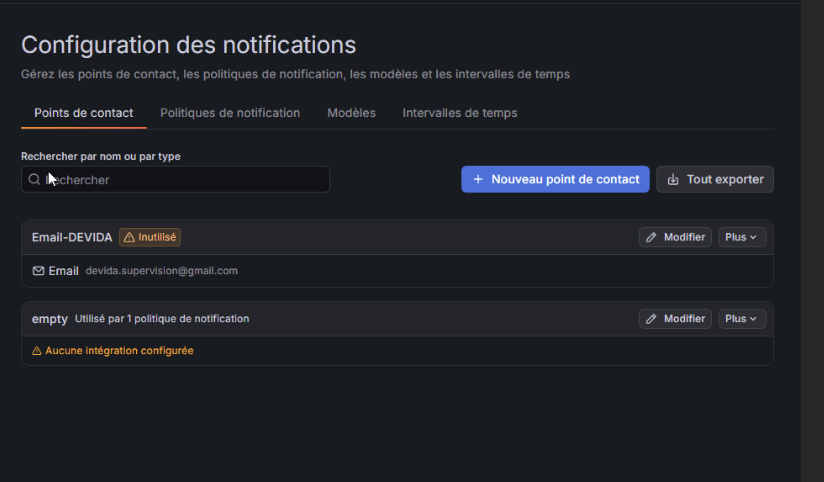 Configuration des notifications
Gérez les points de contact, les politiques de notification, les modèles et les intervalles de temps
Points de contact Politiques de notification Modèles Intervalles de temps
Rechercher par nom ou par type
Rechercher + Nouveau point de contact Tout exporter
Email-DEVIDA Inutilisé Modifier Plus
Email devida.supervision@gmail.com
empty Utilisé par 1 politique de notification Modifier Plus
Aucune intégration configurée